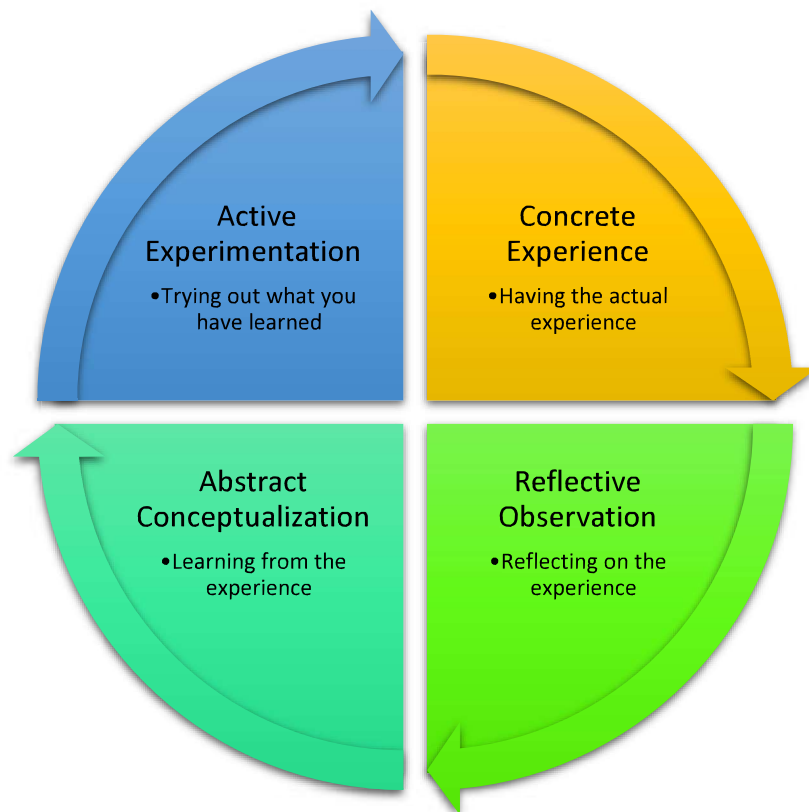 Active
Experimentation
•Trying out what you
have learned
Concrete
Experience
•Having the actual
experience
Abstract
Conceptualization
•Learning from the
experience
Reflective
Observation
•Reflecting on the
experience